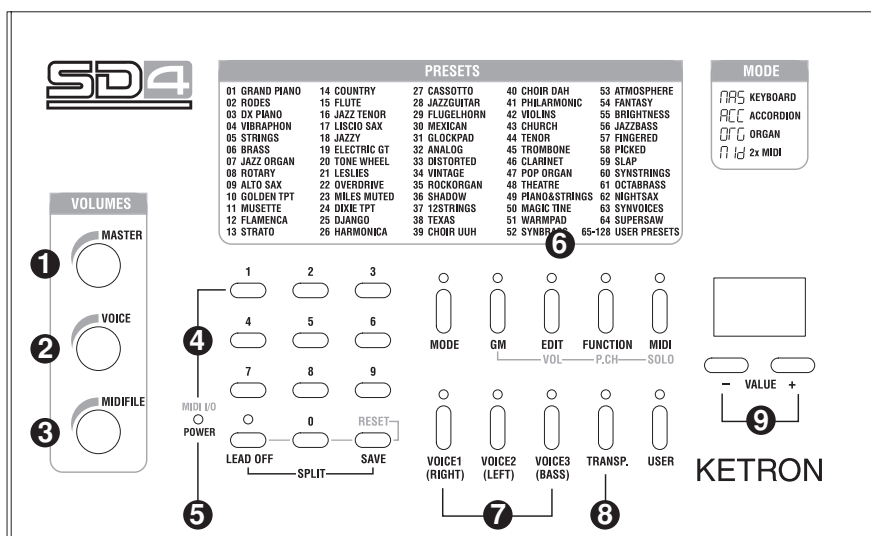 SD4
PRESETS
01 GRAND PIANO
02 RODES
03 DX PIANO
04 VIBRAPHON
05 STRINGS
06 BRASS
07 JAZZ ORGAN
08 ROTARY
09 ALTO SAX
10 GOLDEN TPT
11 MUSETTE
12 FLAMENCA
13 STRATO
14 COUNTRY
15 FLUTE
16 JAZZ TENOR
17 LISCIO SAX
18 JAZZY
19 ELECTRIC GT
20 TONE WHEEL
21 LESLIES
22 OVERDRIVE
23 MILES MUTED
24 DIXIE TPT
25 DJANGO
26 HARMONICA
27 CASSOTTO
28 JAZZGUITAR
29 FLUGELHORN
30 MEXICAN
31 GLOCKPAD
32 ANALOG
33 DISTORTED
34 VINTAGE
35 ROCKORGAN
36 SHADOW
37 12STRINGS
38 TEXAS
39 CHOIR UUH
40 CHOIR DAH
41 PHILARMONIC
42 VIOLINS
43 CHURCH
44 TENOR
45 TROMBONE
46 CLARINET
47 POP ORGAN
48 THEATRE
49 PIANO&STRINGS
50 MAGIC TINE
51 WARMPAD
52 SYNBRASS
53 ATMOSPHERE
54 FANTASY
55 BRIGHTNESS
56 JAZZBASS
57 FINGERED
58 PICKED
59 SLAP
60 SYNSTRINGS
61 OCTABRASS
62 NIGHTSAX
63 SYNVOICES
64 SUPERSAW
65-128 USER PRESETS
6
MODE
KEYBOARD
ACC ACCORDION
ORG ORGAN
2x MIDI
VOLUMES
1 MASTER
2 VOICE
3 MIDIFILE
4
1 2 3
4 5 6
7 8 9
MIDI I/O
POWER
5
0 RESET
LEAD OFF SAVE
SPLIT
MODE GM EDIT FUNCTION MIDI
VOL P.CH SOLO
VOICE1 VOICE2 VOICE3 TRANSP. USER
(RIGHT) (LEFT) (BASS)
7 8
– VALUE +
9
KETRON